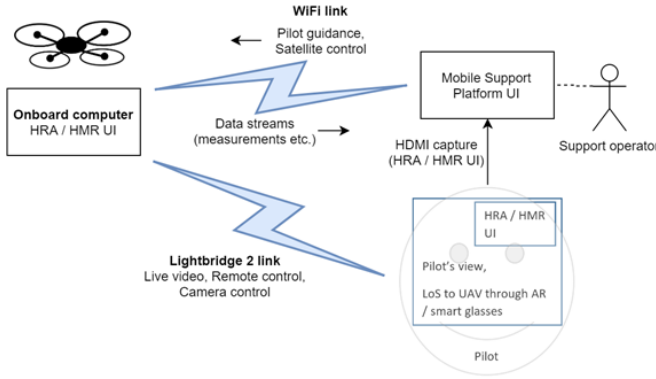 WiFi link
Pilot guidance,
Satellite control
Onboard computer
HRA / HMR UI
Data streams
(measurements etc.)
Mobile Support
Platform UI
Support operator
HDMI capture
(HRA / HMR UI)
Lightbridge 2 link
Live video, Remote control,
Camera control
HRA / HMR
UI
Pilot's view,
LoS to UAV through AR
/ smart glasses
Pilot